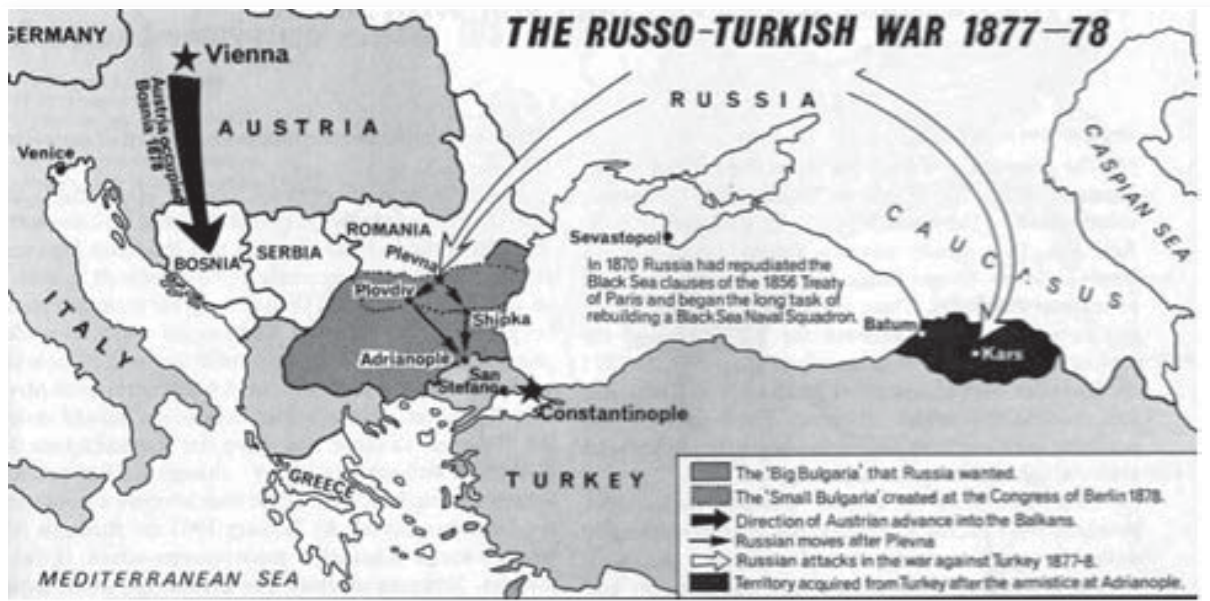 THE RUSSO-TURKISH WAR 1877–78
GERMANY
Vienna
RUSSIA
AUSTRIA
Austria occupies
Bosnia 1878
Venice
CASPIAN SEA
CAUCASUS
ROMANIA
Plevna
SERBIA
BOSNIA
Sevastopol
In 1870 Russia had repudiated the
Black Sea clauses of the 1856 Treaty
of Paris and began the long task of
rebuilding a Black Sea Naval Squadron.
Plovdiv
Shipka
Batum
Kars
ITALY
Adrianople
San
Stefano
Constantinople
GREECE
TURKEY
The 'Big Bulgaria' that Russia wanted.
The 'Small Bulgaria' created at the Congress of Berlin 1878.
Direction of Austrian advance into the Balkans.
Russian moves after Plevna
Russian attacks in the war against Turkey 1877-8.
Territory acquired from Turkey after the armistice at Adrianople.
MEDITERRANEAN SEA